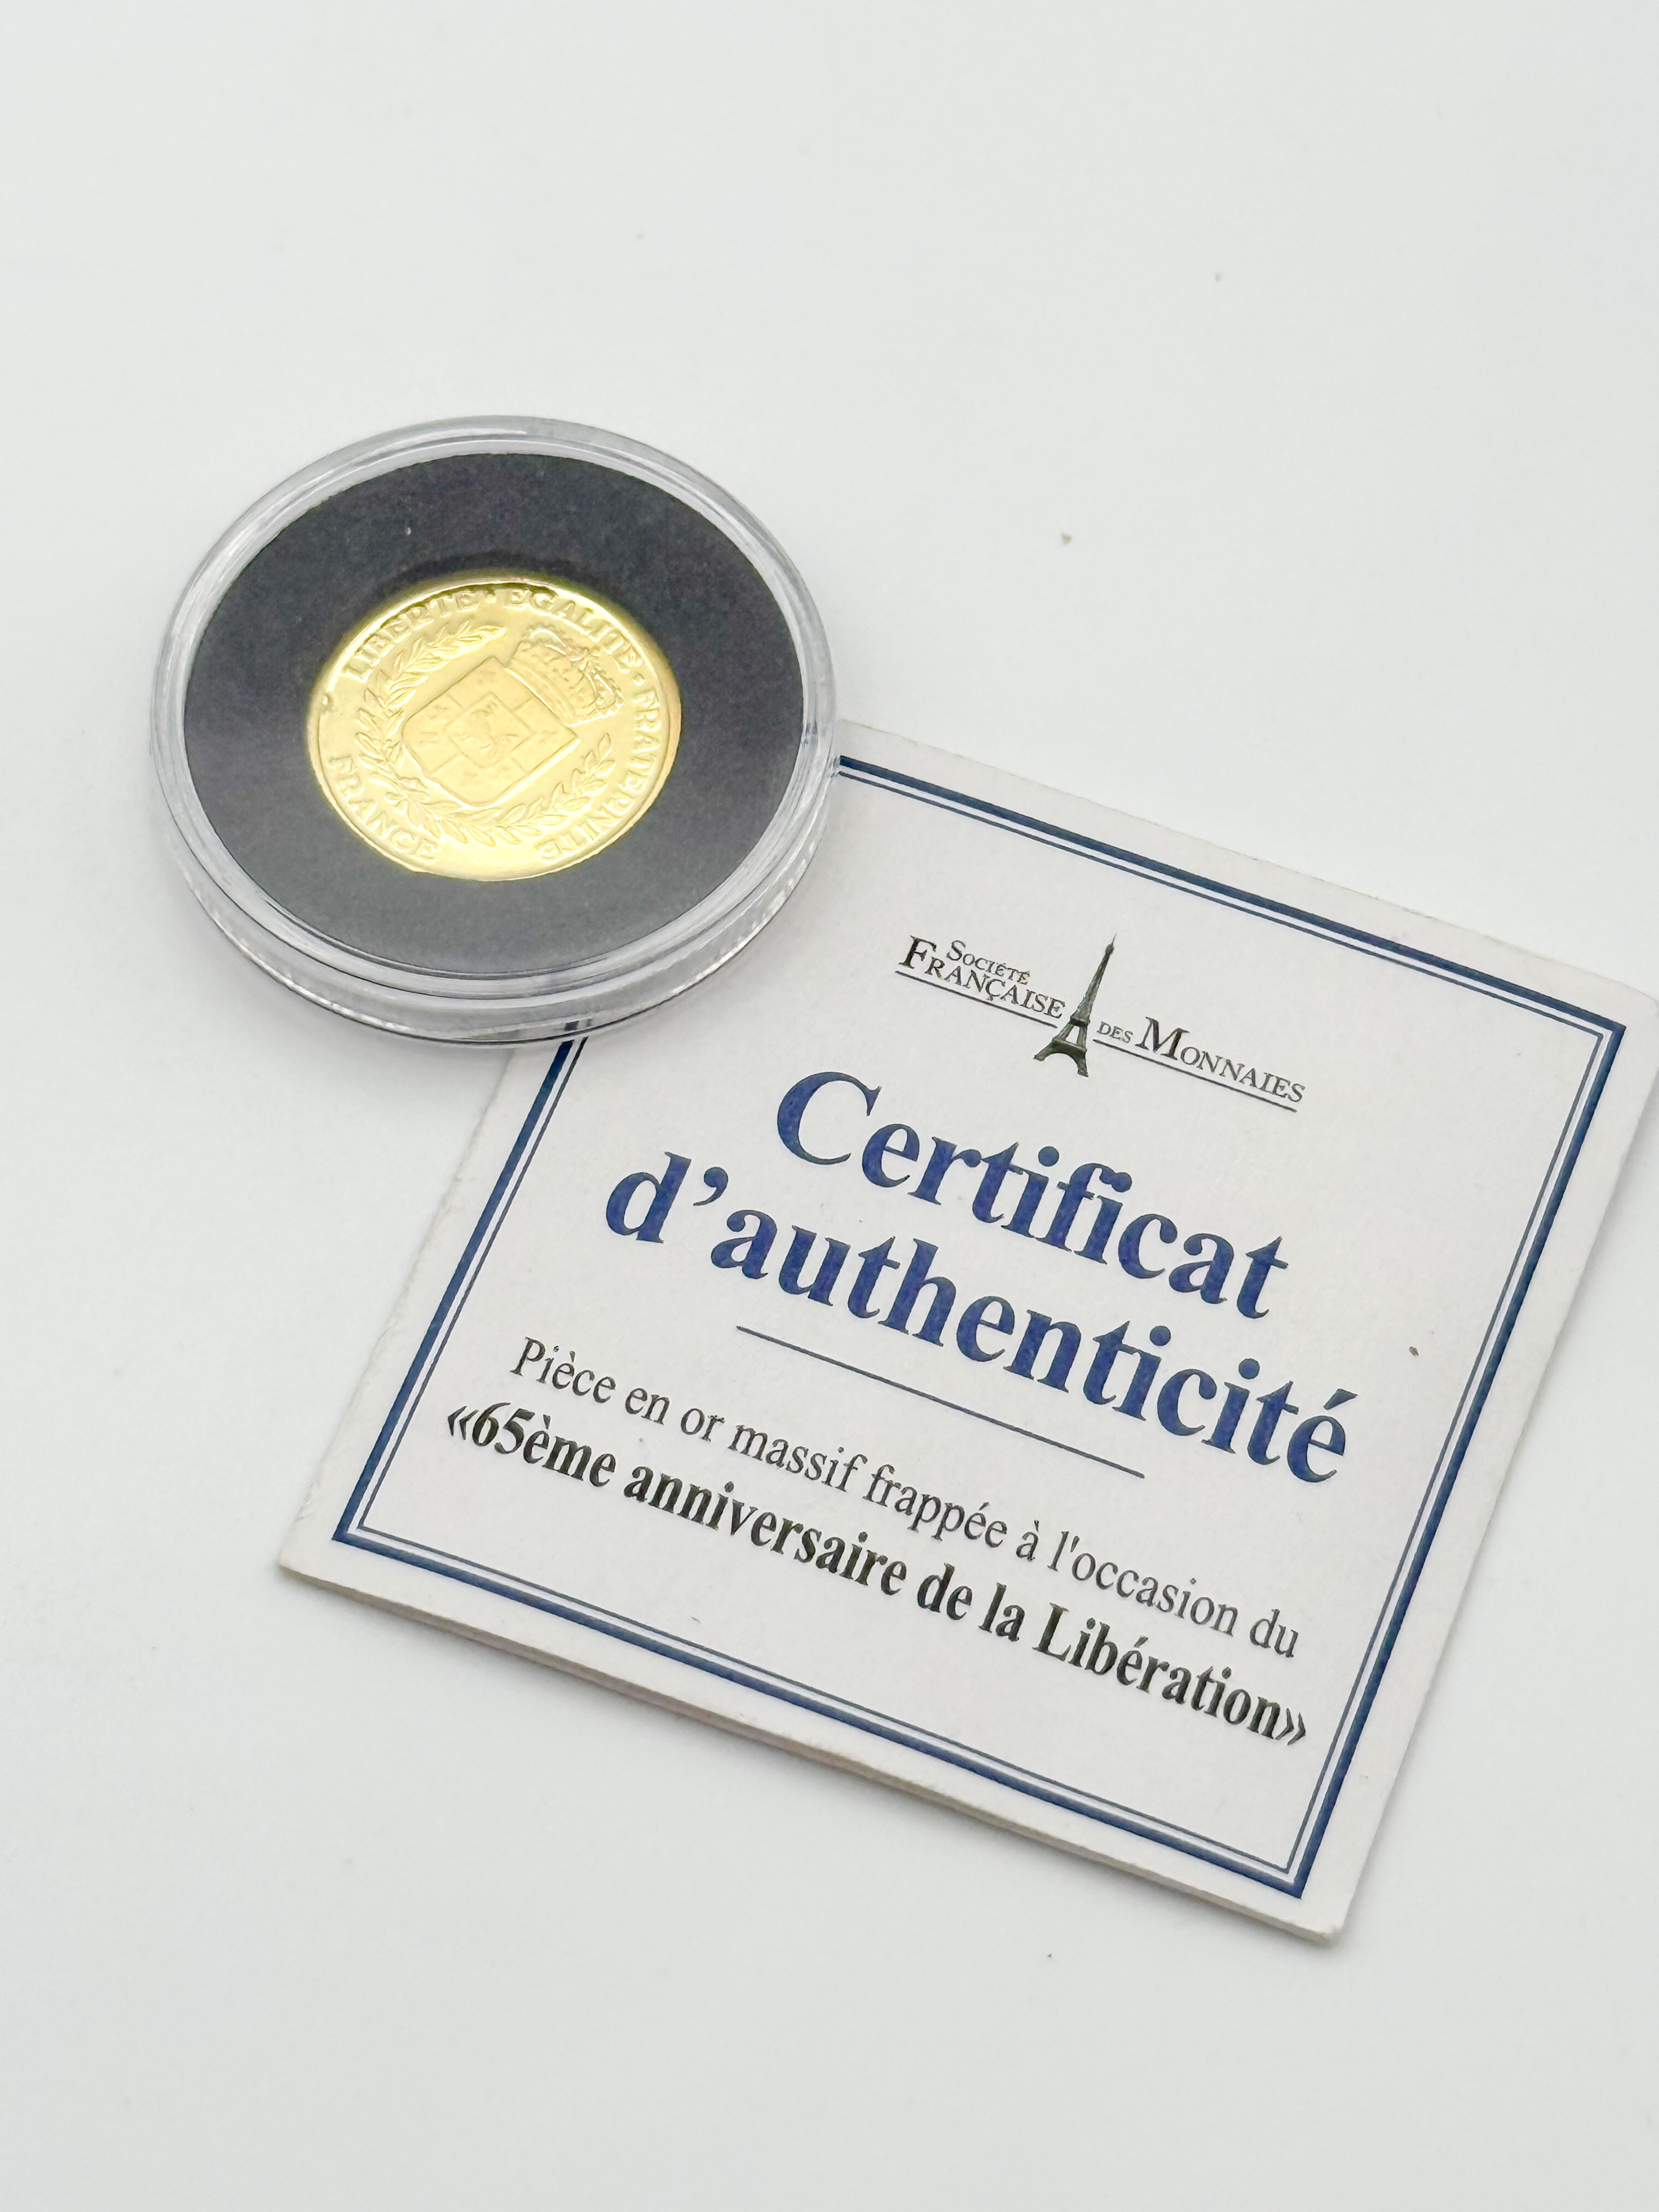 LIBERTE · EGALITE · FRATERNITE
FRANCE
SOCIÉTÉ
FRANÇAISE DES MONNAIES
Certificat
d’authenticité
Pièce en or massif frappée à l'occasion du
«65ème anniversaire de la Libération»